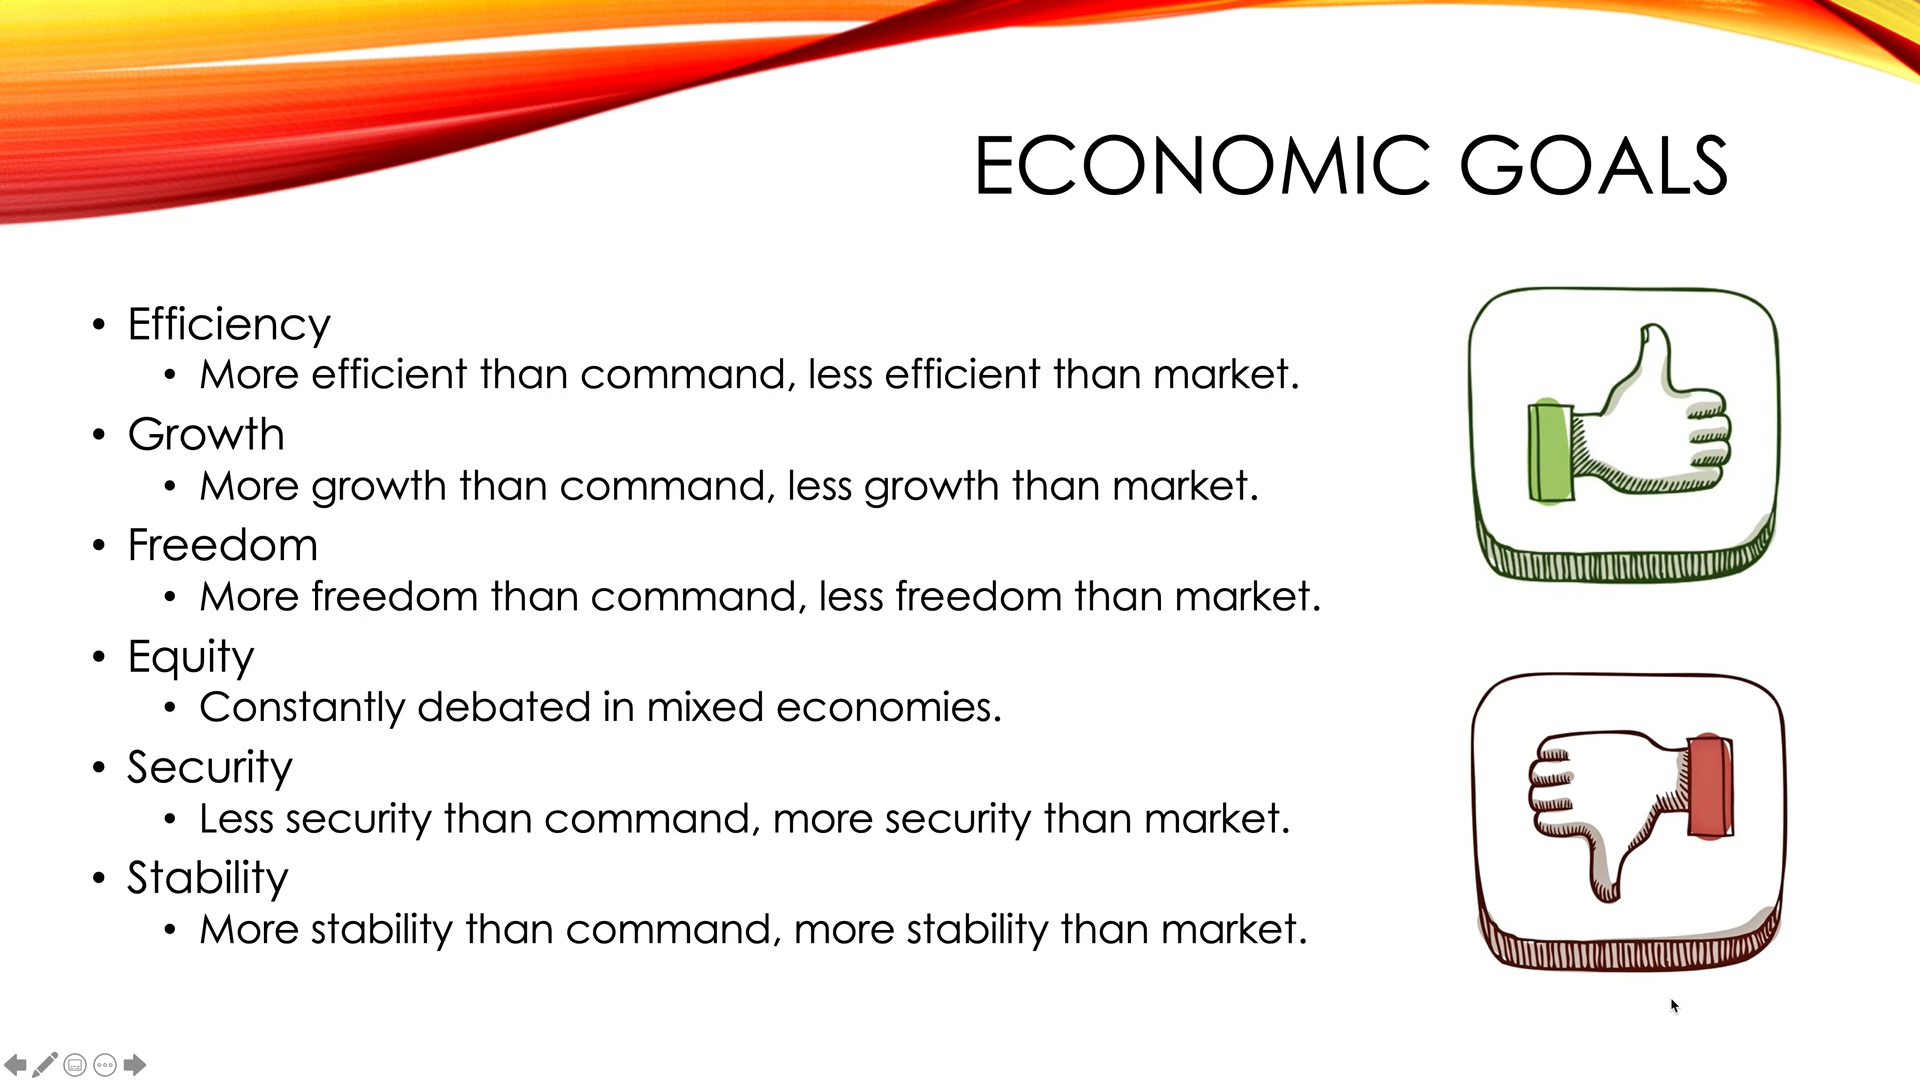 ECONOMIC GOALS
• Efficiency
• More efficient than command, less efficient than market.
• Growth
• More growth than command, less growth than market.
• Freedom
• More freedom than command, less freedom than market.
• Equity
• Constantly debated in mixed economies.
• Security
• Less security than command, more security than market.
• Stability
• More stability than command, more stability than market.